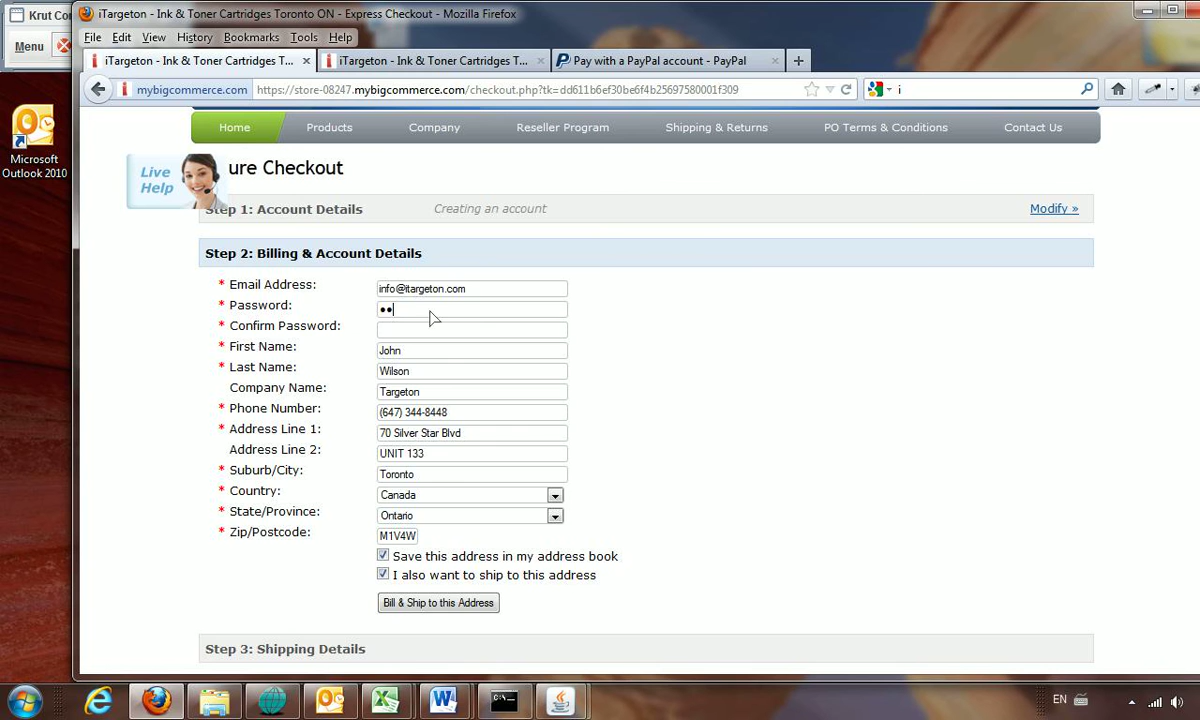 Krut Com
iTargeton - Ink & Toner Cartridges Toronto ON - Express Checkout - Mozilla Firefox
Menu
File Edit View History Bookmarks Tools Help
iTargeton - Ink & Toner Cartridges T...
iTargeton - Ink & Toner Cartridges T...
Pay with a PayPal account - PayPal
mybigcommerce.com https://store-08247.mybigcommerce.com/checkout.php?tk=dd611b6ef30be6f4b25697580001f309
i
Microsoft
Outlook 2010
Home Products Company Reseller Program Shipping & Returns PO Terms & Conditions Contact Us
Live
Help
ure Checkout
Step 1: Account Details Creating an account Modify »
Step 2: Billing & Account Details
* Email Address: info@itargeton.com
* Password: ●●
* Confirm Password:
* First Name: John
* Last Name: Wilson
Company Name: Targeton
* Phone Number: (647) 344-8448
* Address Line 1: 70 Silver Star Blvd
Address Line 2: UNIT 133
* Suburb/City: Toronto
* Country: Canada
* State/Province: Ontario
* Zip/Postcode: M1V4W
Save this address in my address book
I also want to ship to this address
Bill & Ship to this Address
Step 3: Shipping Details
EN